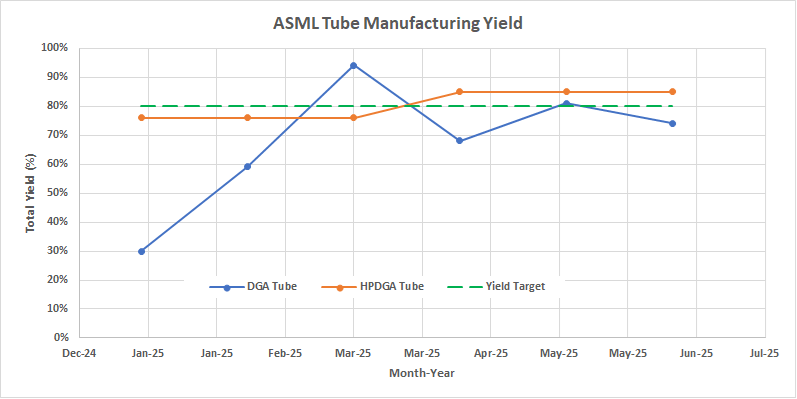 ASML Tube Manufacturing Yield
100%
90%
80%
70%
60%
50%
40%
30%
20%
10%
0%
Total Yield (%)
DGA Tube HPDGA Tube Yield Target
Dec-24 Jan-25 Jan-25 Feb-25 Mar-25 Mar-25 Apr-25 May-25 May-25 Jun-25 Jul-25
Month-Year